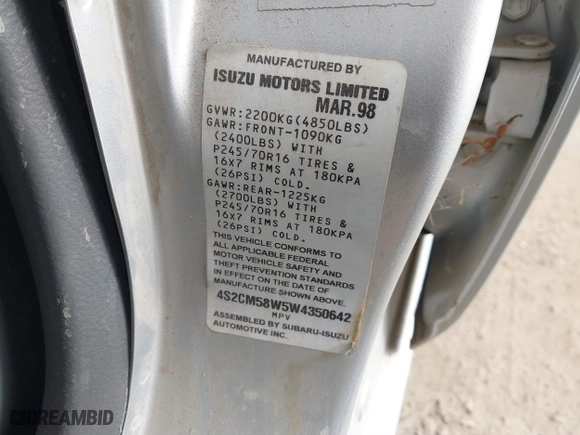 MANUFACTURED BY
ISUZU MOTORS LIMITED
MAR.98
GVWR:2200KG(4850LBS)
GAWR:FRONT-1090KG
(2400LBS) WITH
P245/70R16 TIRES &
16X7 RIMS AT 180KPA
(26PSI) COLD.
GAWR:REAR-1225KG
(2700LBS) WITH
P245/70R16 TIRES &
16X7 RIMS AT 180KPA
(26PSI) COLD.
THIS VEHICLE CONFORMS TO
ALL APPLICABLE FEDERAL
MOTOR VEHICLE SAFETY AND
THEFT PREVENTION STANDARDS
IN EFFECT ON THE DATE OF
MANUFACTURE SHOWN ABOVE.
4S2CM58W5W4350642
MPV
ASSEMBLED BY SUBARU-ISUZU
AUTOMOTIVE INC.
DREAMBID